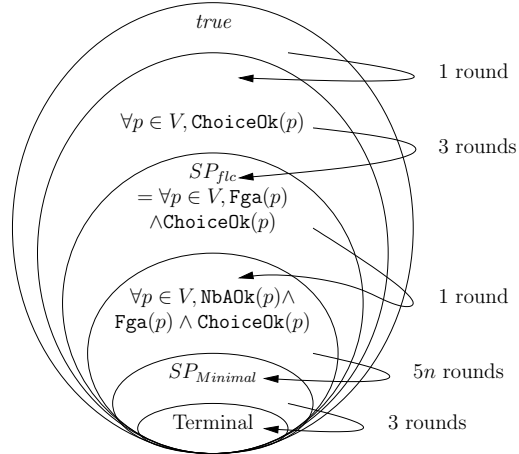 true
1 round
∀p ∈ V, ChoiceOk(p)
3 rounds
SP_flc
= ∀p ∈ V, Fga(p)
∧ChoiceOk(p)
∀p ∈ V, NbAOk(p)∧
1 round
Fga(p) ∧ ChoiceOk(p)
SP_Minimal
5n rounds
Terminal
3 rounds